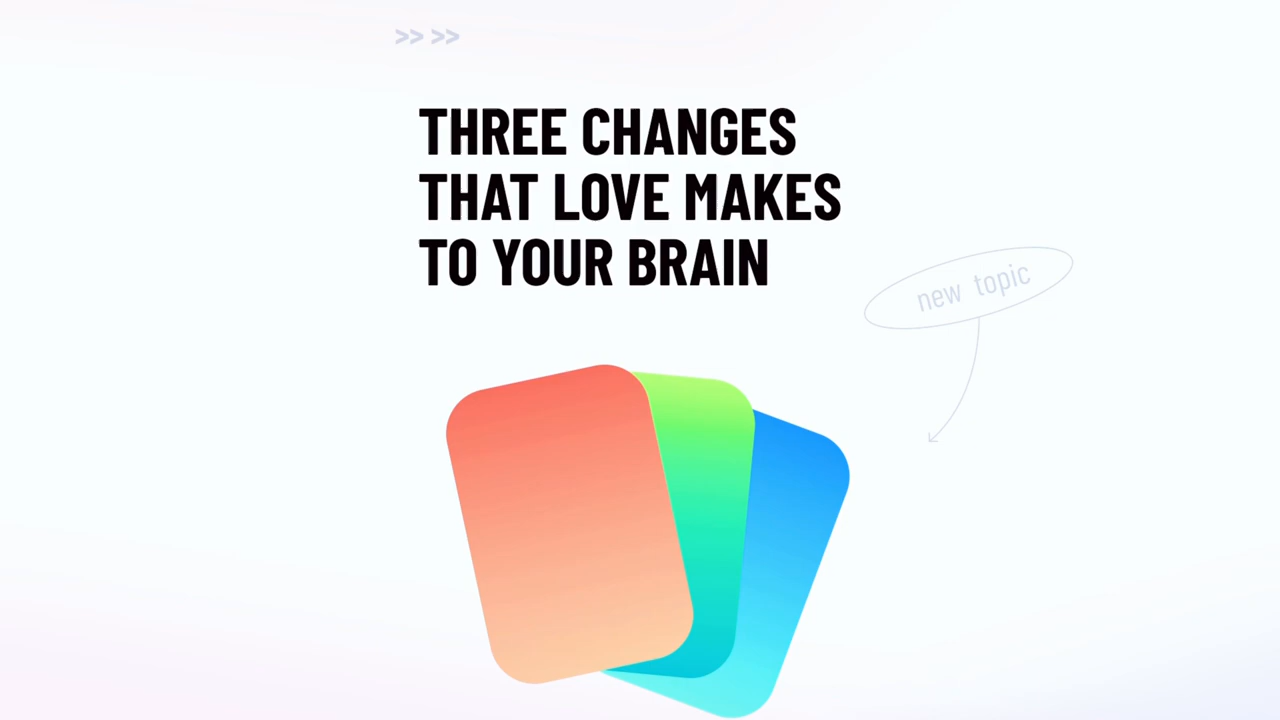 >> >>
THREE CHANGES
THAT LOVE MAKES
TO YOUR BRAIN
new topic